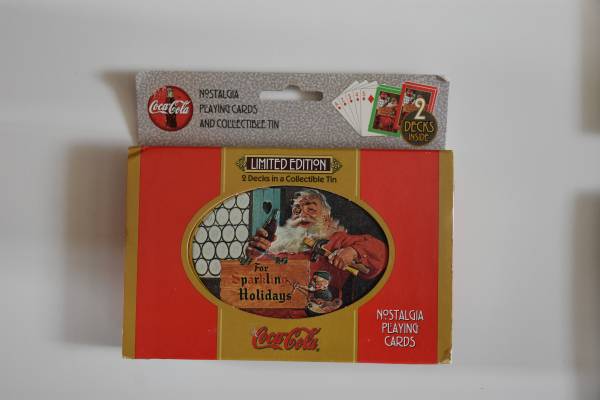 Coca-Cola
NOSTALGIA
PLAYING CARDS
AND COLLECTIBLE TIN
2
DECKS
INSIDE
LIMITED EDITION
2 Decks in a Collectible Tin
For
Sparkling
Holidays
Coca-Cola
NOSTALGIA
PLAYING
CARDS